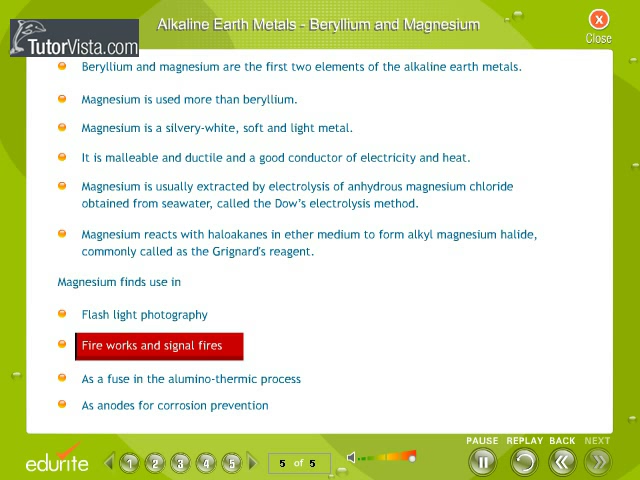 Alkaline Earth Metals - Beryllium and Magnesium
Close
TutorVista.com
Beryllium and magnesium are the first two elements of the alkaline earth metals.
Magnesium is used more than beryllium.
Magnesium is a silvery-white, soft and light metal.
It is malleable and ductile and a good conductor of electricity and heat.
Magnesium is usually extracted by electrolysis of anhydrous magnesium chloride
obtained from seawater, called the Dow's electrolysis method.
Magnesium reacts with haloakanes in ether medium to form alkyl magnesium halide,
commonly called as the Grignard's reagent.
Magnesium finds use in
Flash light photography
Fire works and signal fires
As a fuse in the alumino-thermic process
As anodes for corrosion prevention
PAUSE REPLAY BACK NEXT
edurite 1 2 3 4 5 5 of 5